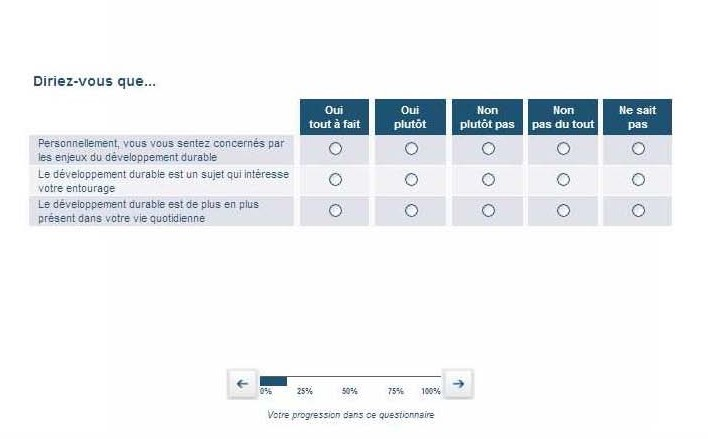 Diriez-vous que...
Oui Oui Non Non Ne sait
tout à fait plutôt plutôt pas pas du tout pas
Personnellement, vous vous sentez concernés par
les enjeux du développement durable
Le développement durable est un sujet qui intéresse
votre entourage
Le développement durable est de plus en plus
présent dans votre vie quotidienne
0% 25% 50% 75% 100%
Votre progression dans ce questionnaire